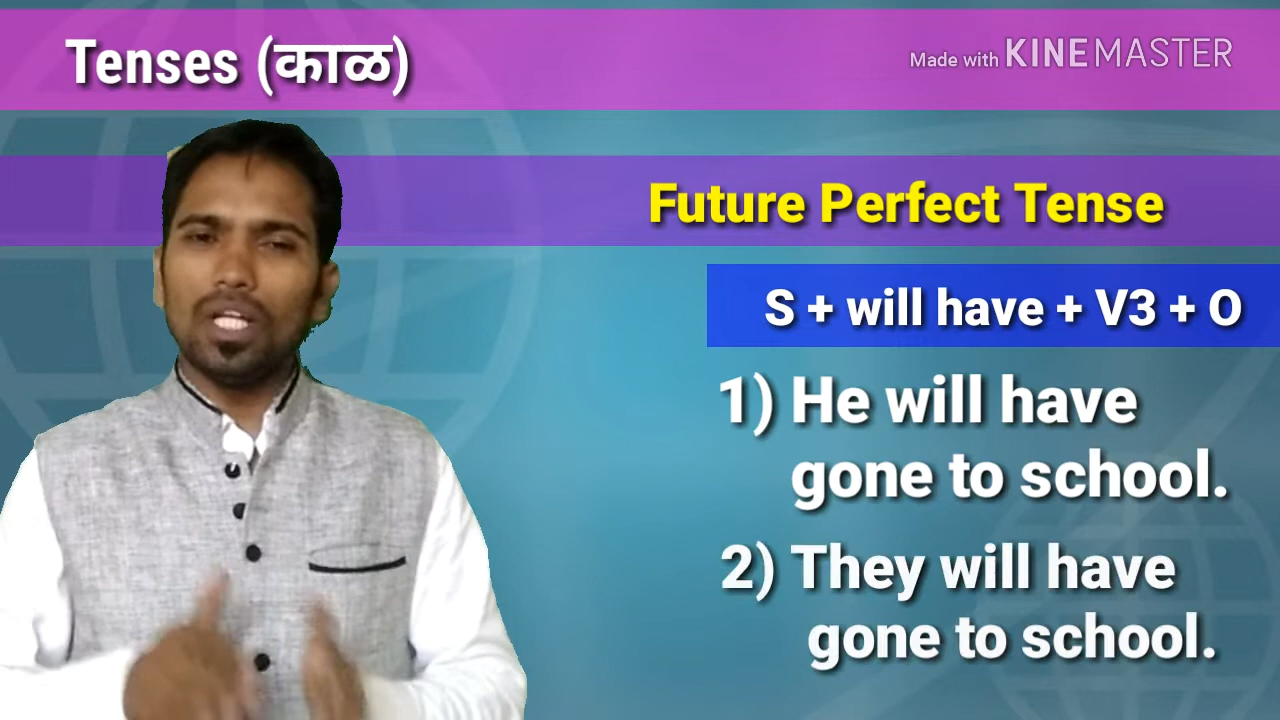 Tenses (काळ)
Made with KINEMASTER
Future Perfect Tense
S + will have + V3 + O
1) He will have
gone to school.
2) They will have
gone to school.